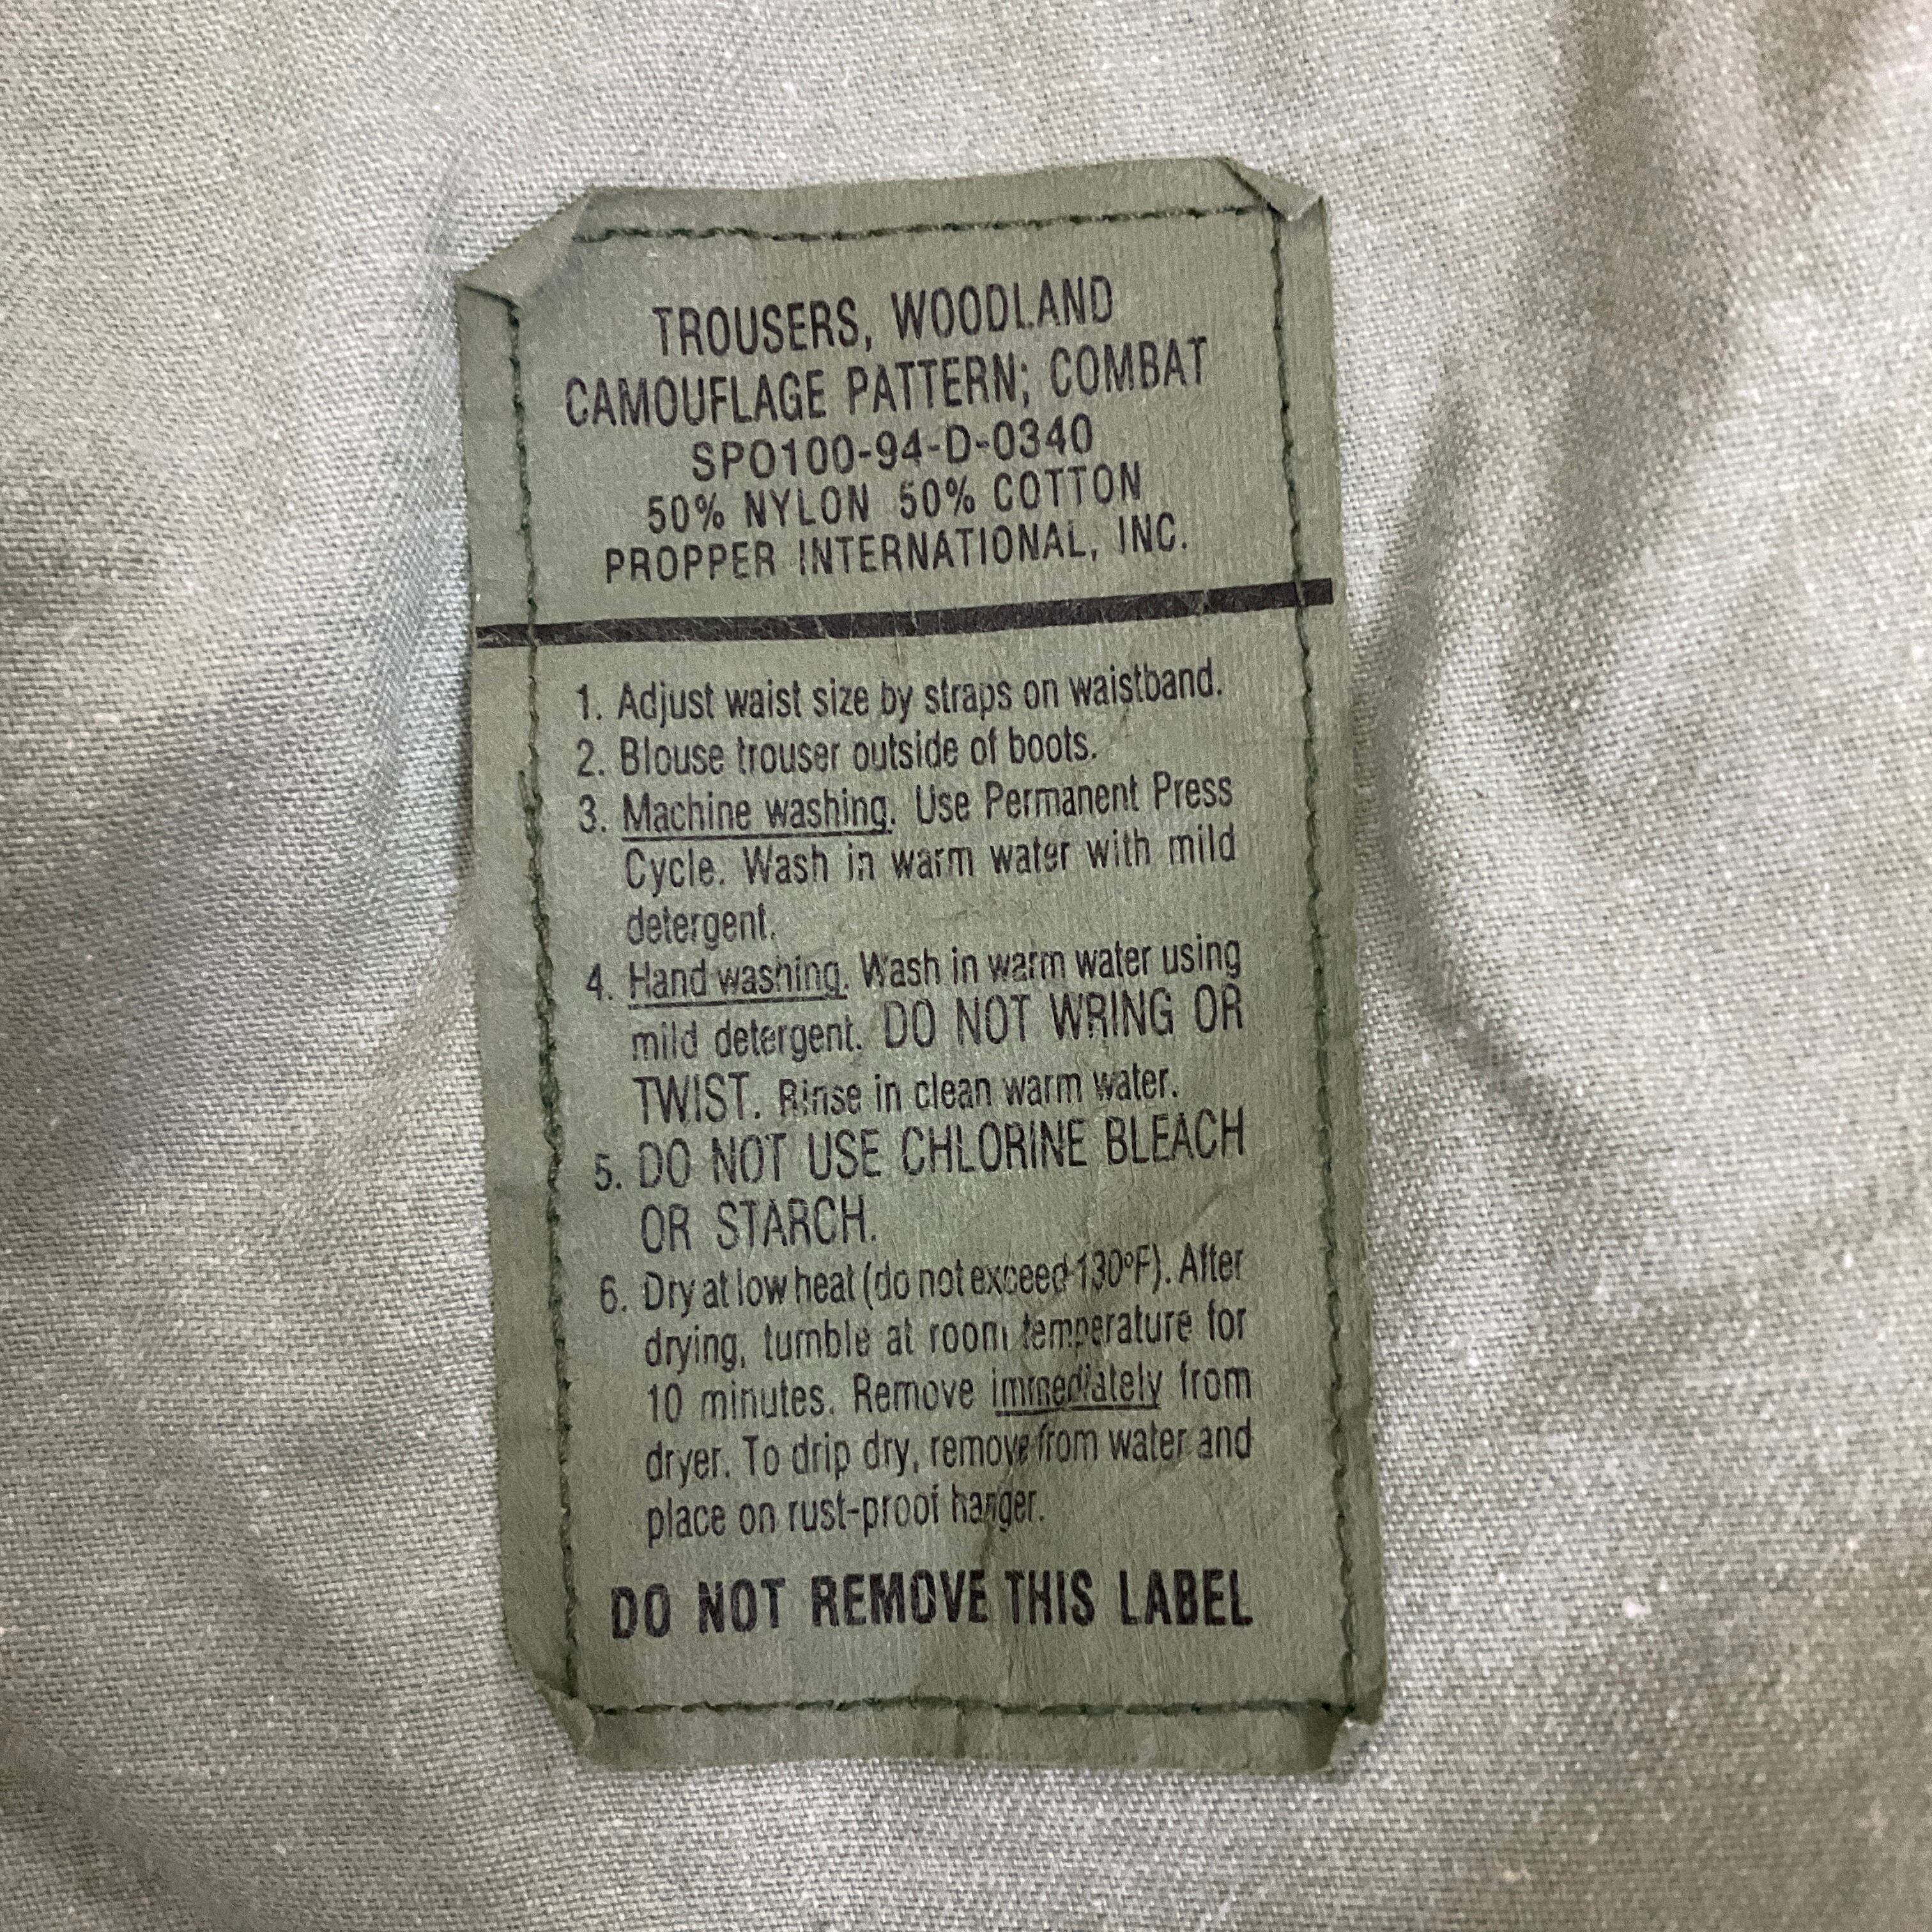 TROUSERS, WOODLAND
CAMOUFLAGE PATTERN; COMBAT
SPO100-94-D-0340
50% NYLON 50% COTTON
PROPPER INTERNATIONAL, INC.
1. Adjust waist size by straps on waistband.
2. Blouse trouser outside of boots.
3. Machine washing. Use Permanent Press
Cycle. Wash in warm water with mild
detergent.
4. Hand washing. Wash in warm water using
mild detergent. DO NOT WRING OR
TWIST. Rinse in clean warm water.
5. DO NOT USE CHLORINE BLEACH
OR STARCH.
6. Dry at low heat (do not exceed 130°F). After
drying, tumble at room temperature for
10 minutes. Remove immediately from
dryer. To drip dry, remove from water and
place on rust-proof hanger.
DO NOT REMOVE THIS LABEL